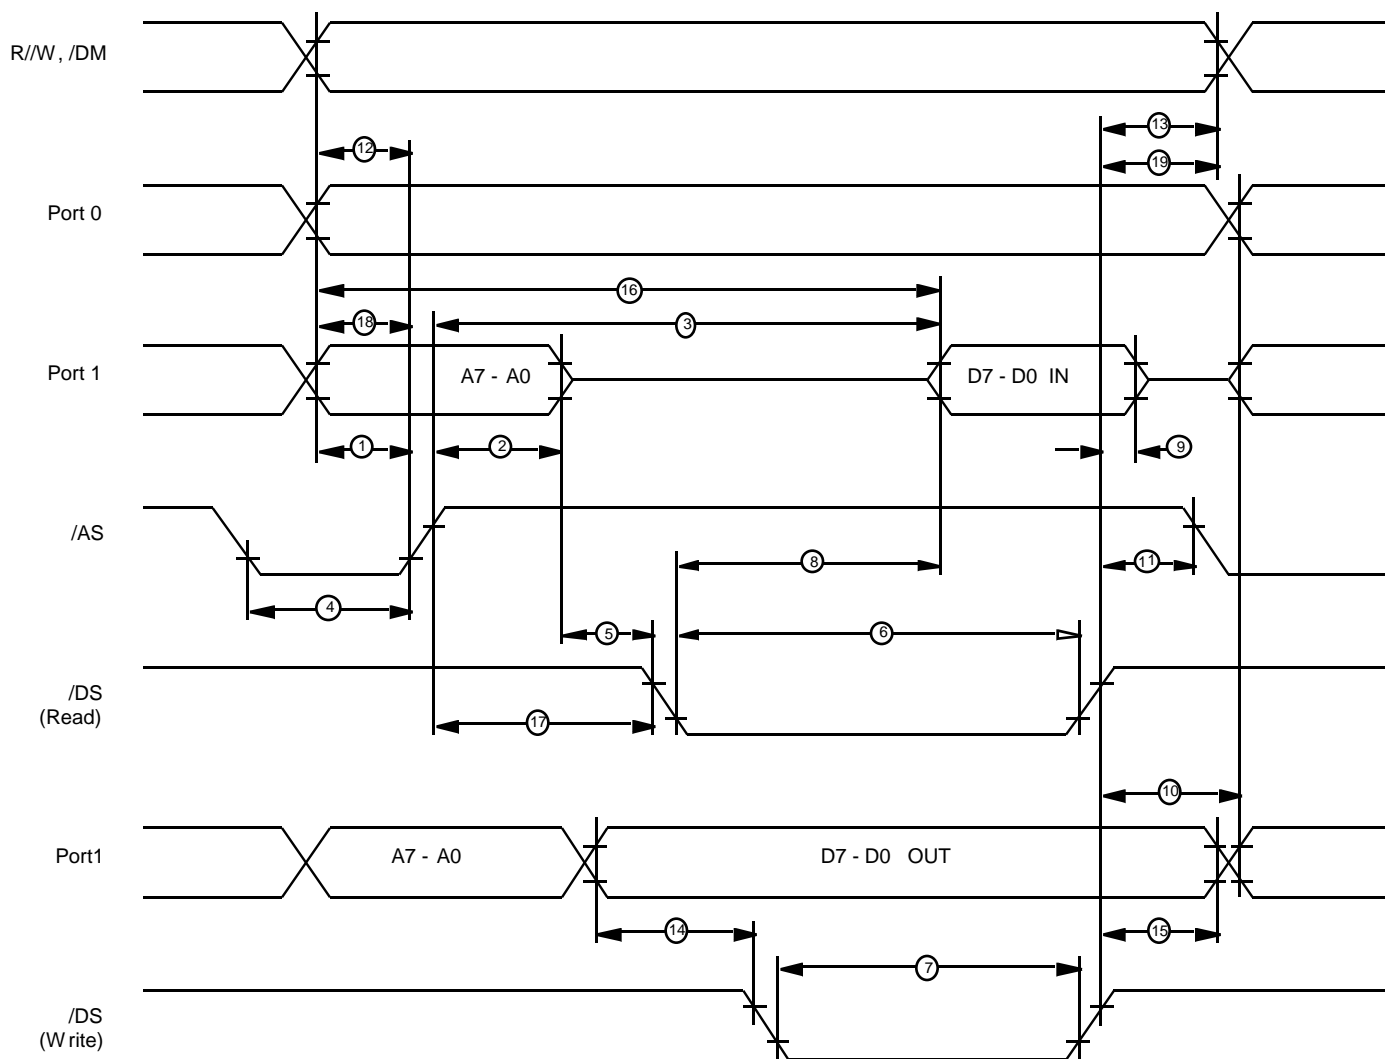 R//W, /DM
13
12
19
Port 0
16
18
3
Port 1
A7 - A0
D7 - D0 IN
1
2
9
/AS
8
11
4
5
6
/DS
(Read)
17
10
Port1
A7 - A0
D7 - D0 OUT
14
15
7
/DS
(Write)